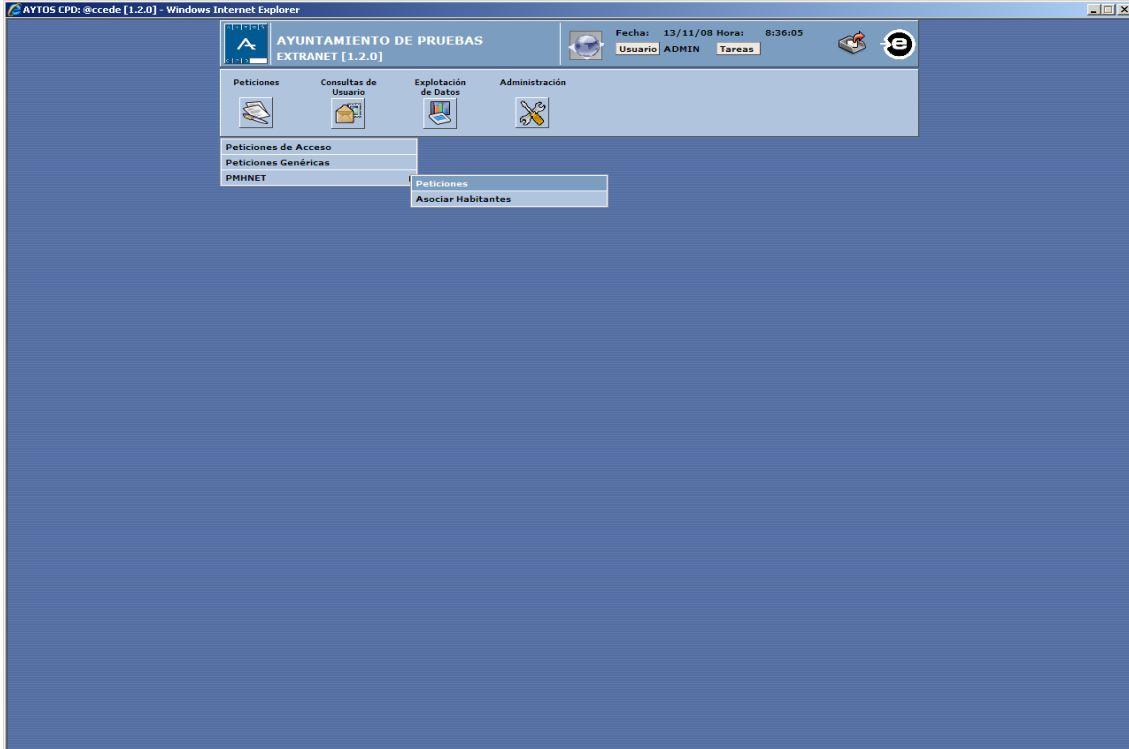 AYTOS CPD: @ccede [1.2.0] - Windows Internet Explorer
AYUNTAMIENTO DE PRUEBAS
EXTRANET [1.2.0]
Fecha: 13/11/08 Hora: 8:36:05
Usuario ADMIN Tareas
Peticiones
Consultas de
Usuario
Explotación
de Datos
Administración
Peticiones de Acceso
Peticiones Genéricas
PMHNET
Peticiones
Asociar Habitantes